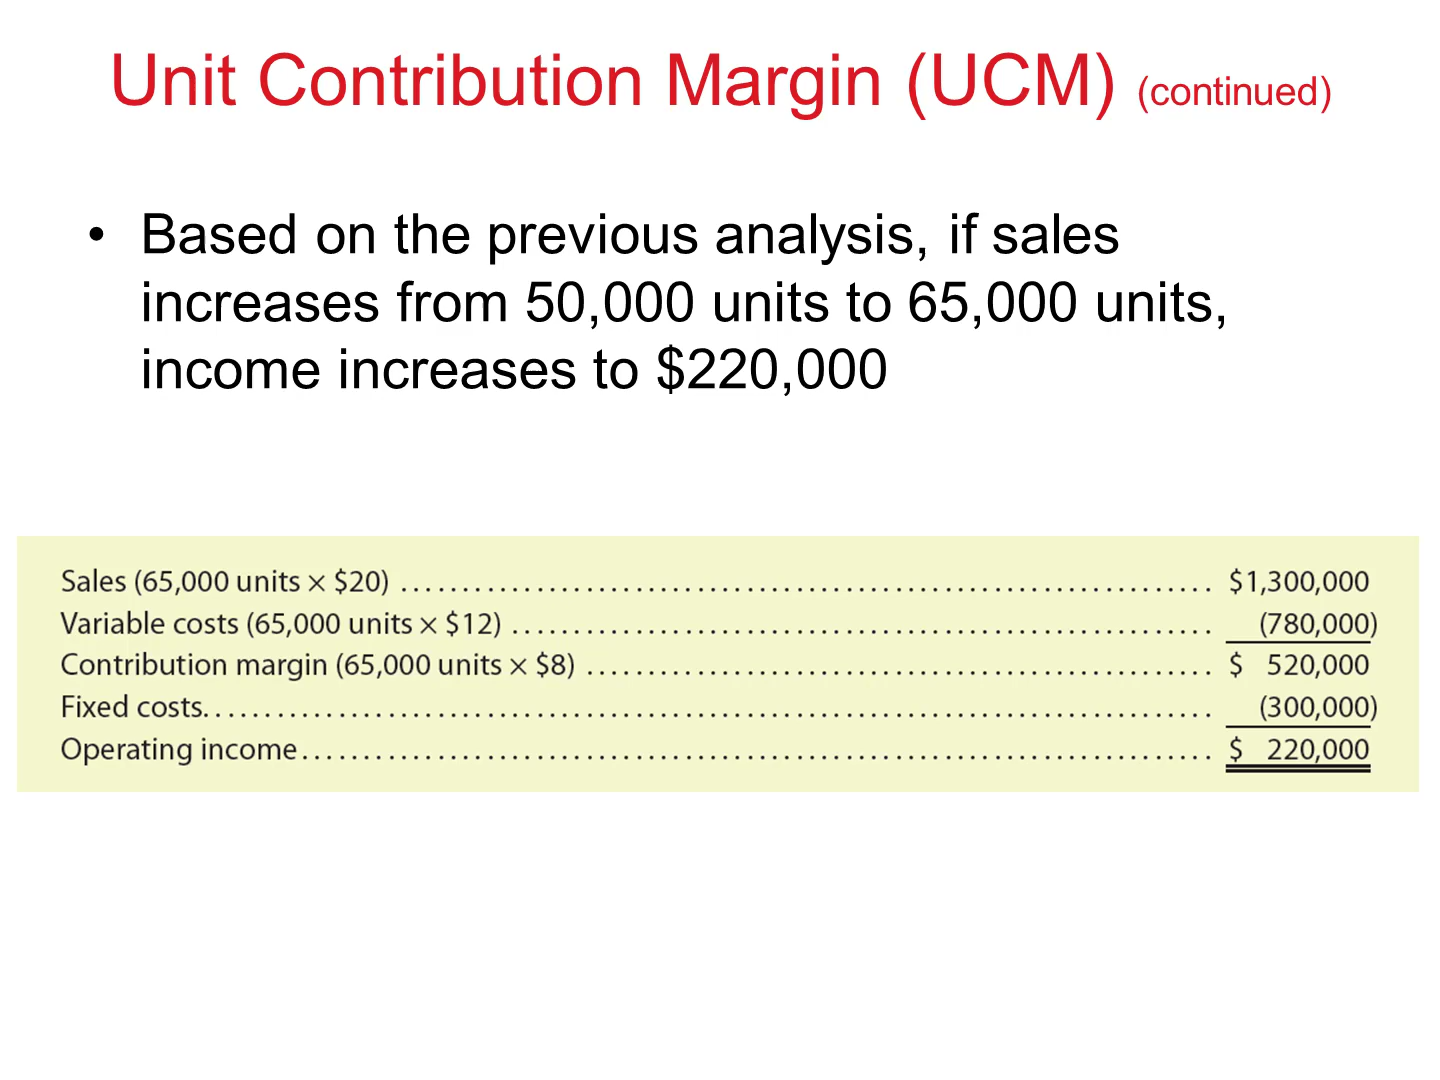 Unit Contribution Margin (UCM) (continued)
• Based on the previous analysis, if sales
increases from 50,000 units to 65,000 units,
income increases to $220,000
Sales (65,000 units × $20) ........................................ $1,300,000
Variable costs (65,000 units × $12) ........................................ (780,000)
Contribution margin (65,000 units × $8) ........................................ $ 520,000
Fixed costs........................................ (300,000)
Operating income........................................ $ 220,000